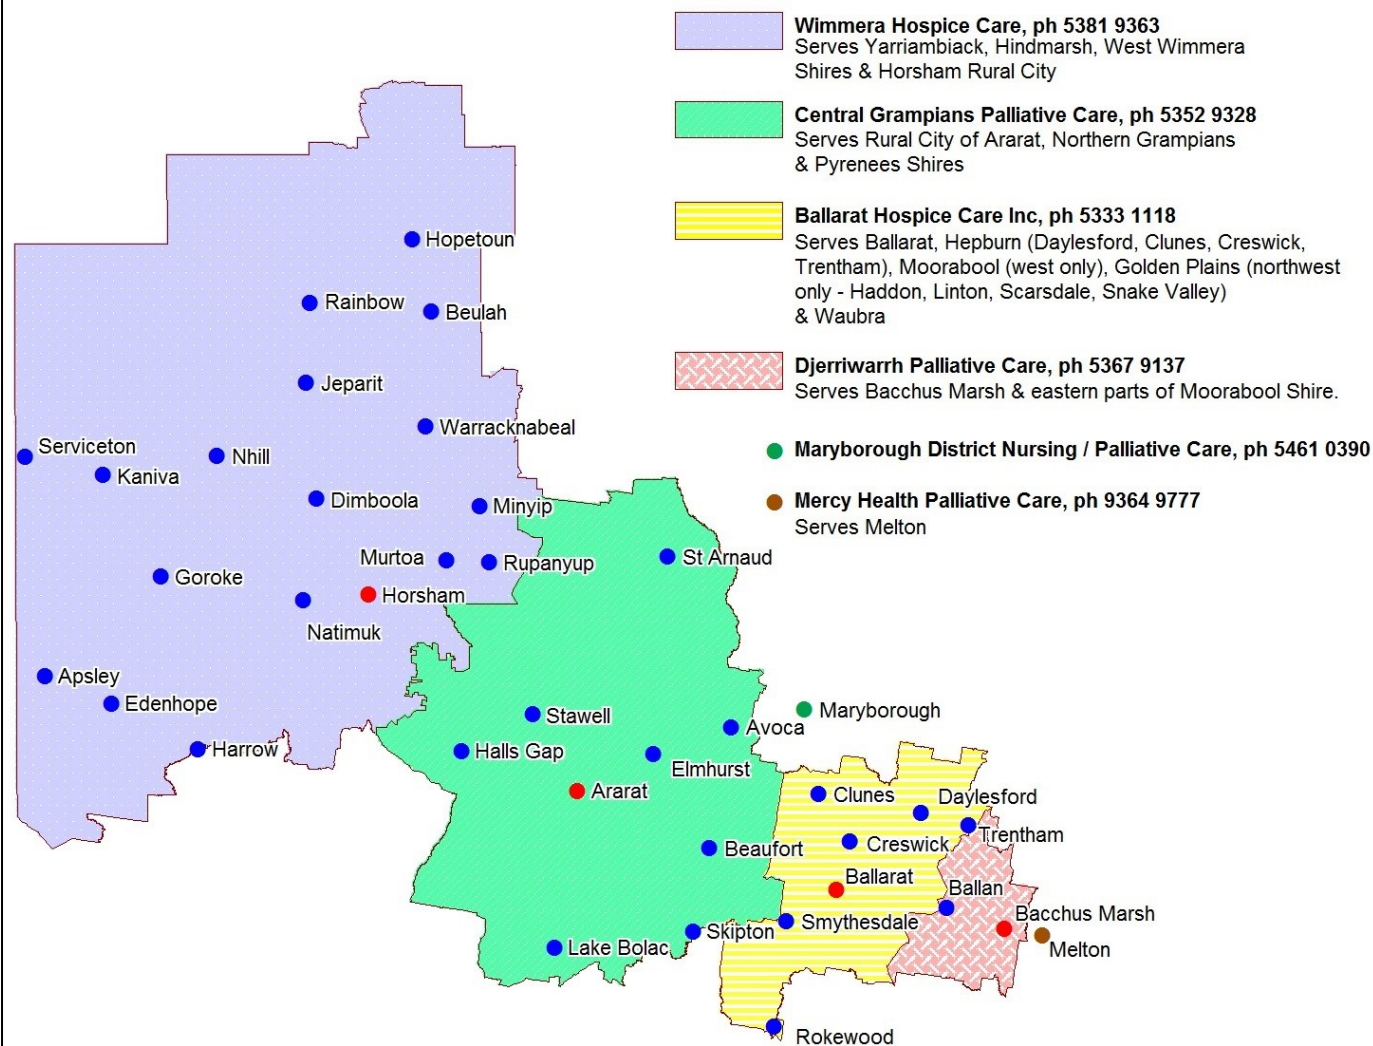 Wimmera Hospice Care, ph 5381 9363
Serves Yarriambiack, Hindmarsh, West Wimmera
Shires & Horsham Rural City
Central Grampians Palliative Care, ph 5352 9328
Serves Rural City of Ararat, Northern Grampians
& Pyrenees Shires
Ballarat Hospice Care Inc, ph 5333 1118
Serves Ballarat, Hepburn (Daylesford, Clunes, Creswick,
Trentham), Moorabool (west only), Golden Plains (northwest
only - Haddon, Linton, Scarsdale, Snake Valley)
& Waubra
Djerriwarrh Palliative Care, ph 5367 9137
Serves Bacchus Marsh & eastern parts of Moorabool Shire.
Maryborough District Nursing / Palliative Care, ph 5461 0390
Mercy Health Palliative Care, ph 9364 9777
Serves Melton
Hopetoun
Rainbow
Beulah
Jeparit
Warracknabeal
Serviceton
Nhill
Kaniva
Dimboola
Minyip
Murtoa
Rupanyup
St Arnaud
Goroke
Horsham
Natimuk
Apsley
Edenhope
Harrow
Stawell
Avoca
Maryborough
Halls Gap
Elmhurst
Ararat
Clunes
Daylesford
Trentham
Creswick
Beaufort
Ballarat
Ballan
Bacchus Marsh
Smythesdale
Skipton
Lake Bolac
Melton
Rokewood